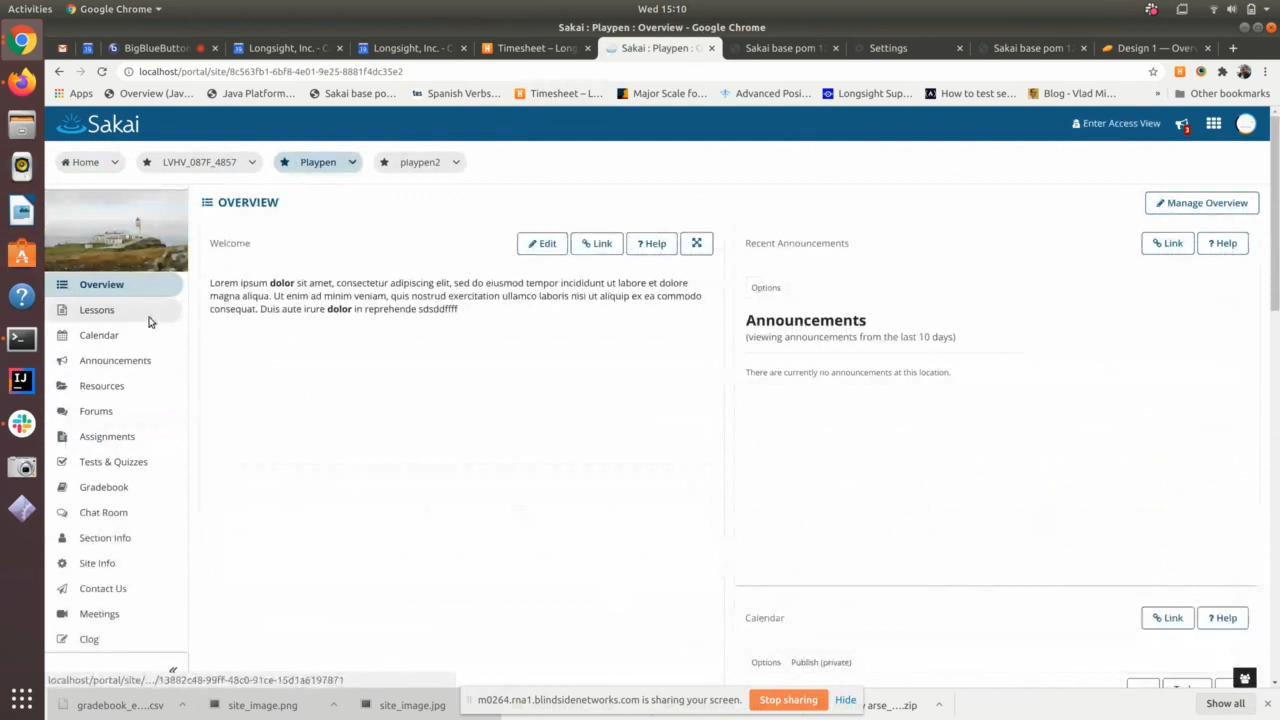 Activities
Google Chrome
Wed 15:10
Sakai : Playpen : Overview - Google Chrome
BigBlueButton
Longsight, Inc. - C
Longsight, Inc. - C
Timesheet – Long
Sakai : Playpen : O
Sakai base pom 12
Settings
Sakai base pom 12
Design 1 — Overv
localhost/portal/site/8c563fb1-6bf8-4e01-9e25-8881f4dc35e2
Apps
Overview (Jav...
Java Platform...
Sakai base po...
Spanish Verbs...
Timesheet – L...
Major Scale fo...
Advanced Posi...
Longsight Sup...
How to test se...
Blog - Vlad Mi...
»
Other bookmarks
Sakai
Enter Access View
3
Home
LVHV_087F_4857
Playpen
playpen2
OVERVIEW
Manage Overview
Welcome
Edit
Link
? Help
Recent Announcements
Link
? Help
Lorem ipsum dolor sit amet, consectetur adipiscing elit, sed do eiusmod tempor incididunt ut labore et dolore
magna aliqua. Ut enim ad minim veniam, quis nostrud exercitation ullamco laboris nisi ut aliquip ex ea commodo
consequat. Duis aute irure dolor in reprehende sdsddffff
Options
Announcements
(viewing announcements from the last 10 days)
There are currently no announcements at this location.
Overview
Lessons
Calendar
Announcements
Resources
Forums
Assignments
Tests & Quizzes
Gradebook
Chat Room
Section Info
Site Info
Contact Us
Meetings
Clog
«
Calendar
Link
? Help
Options
Publish (private)
localhost/portal/site/.../13882c48-99ff-48c0-91ce-15d1a6197871
gradebook_e....csv
site_image.png
site_image.jpg
m0264.rna1.blindsidenetworks.com is sharing your screen.
Stop sharing
Hide
arse_....zip
Show all